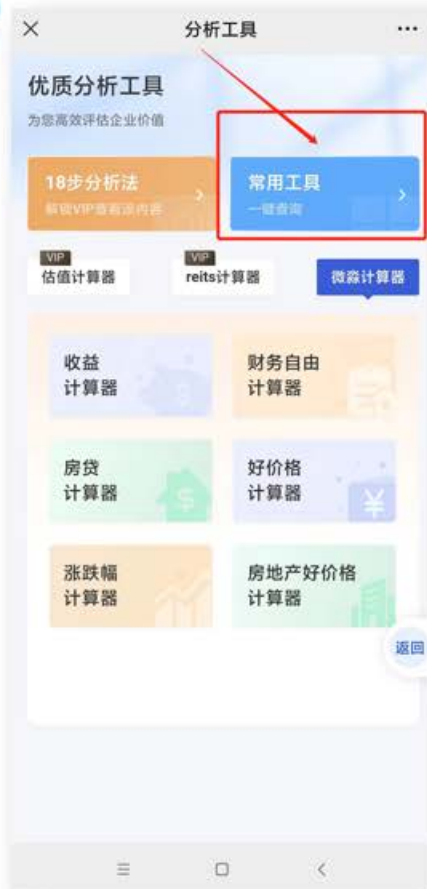 分析工具
优质分析工具
为您高效评估企业价值
18步分析法
解锁VIP查看该内容
常用工具
一键查询
VIP
估值计算器
VIP
reits计算器
微淼计算器
收益
计算器
财务自由
计算器
房贷
计算器
好价格
计算器
涨跌幅
计算器
房地产好价格
计算器
返回